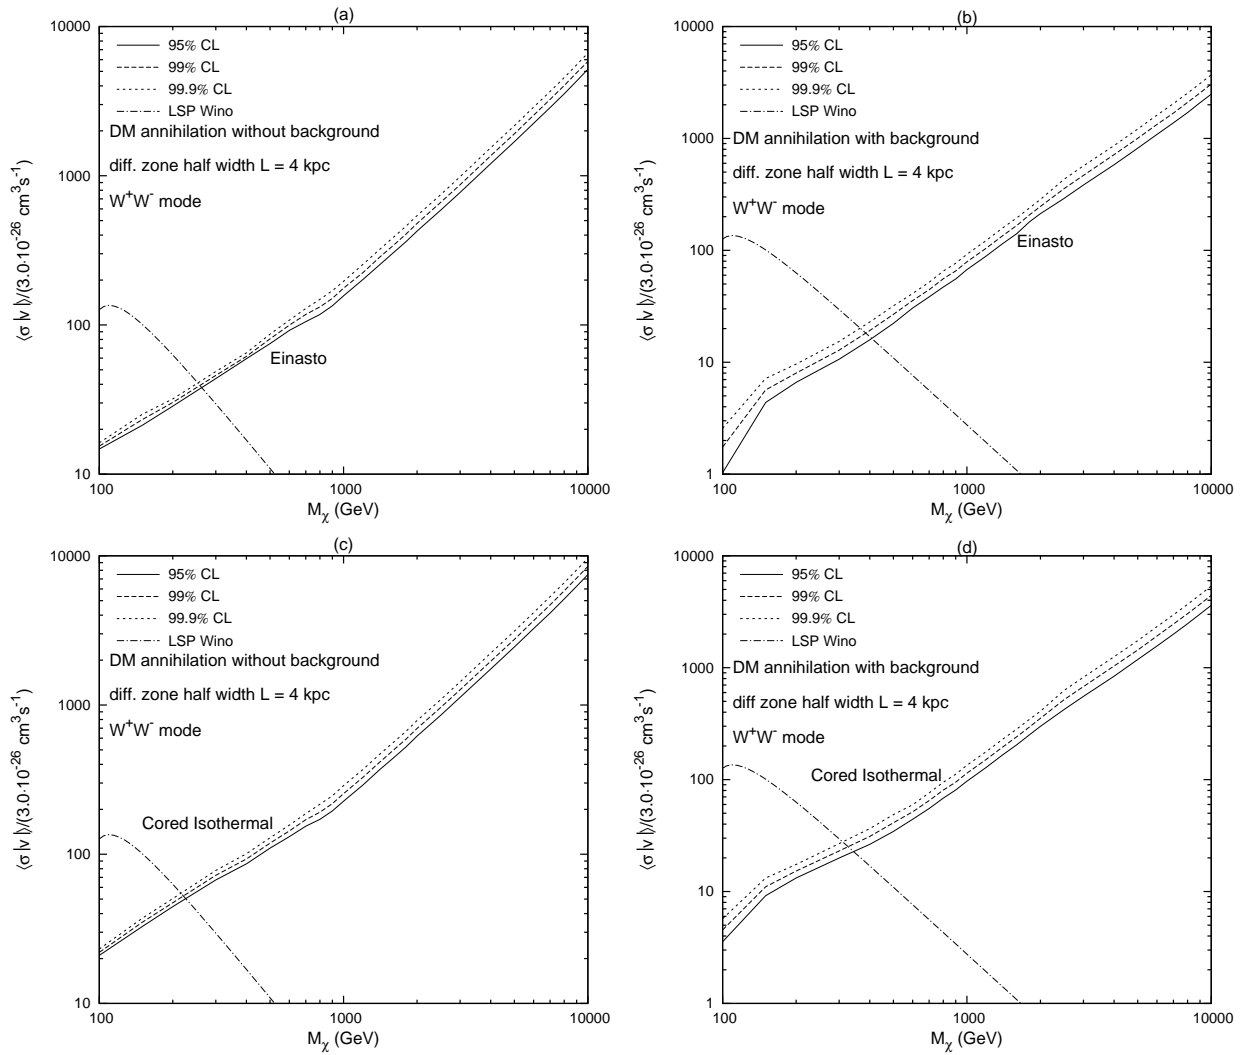 (a)
10000
1000
100
10
100
1000
10000
⟨σ|v|⟩/(3.0·10⁻²⁶ cm³s⁻¹)
M_χ (GeV)
95% CL
99% CL
99.9% CL
LSP Wino
DM annihilation without background
diff. zone half width L = 4 kpc
W⁺W⁻ mode
Einasto
(b)
10000
1000
100
10
1
100
1000
10000
⟨σ|v|⟩/(3.0·10⁻²⁶ cm³s⁻¹)
M_χ (GeV)
95% CL
99% CL
99.9% CL
LSP Wino
DM annihilation with background
diff. zone half width L = 4 kpc
W⁺W⁻ mode
Einasto
(c)
10000
1000
100
10
100
1000
10000
⟨σ|v|⟩/(3.0·10⁻²⁶ cm³s⁻¹)
M_χ (GeV)
95% CL
99% CL
99.9% CL
LSP Wino
DM annihilation without background
diff. zone half width L = 4 kpc
W⁺W⁻ mode
Cored Isothermal
(d)
10000
1000
100
10
1
100
1000
10000
⟨σ|v|⟩/(3.0·10⁻²⁶ cm³s⁻¹)
M_χ (GeV)
95% CL
99% CL
99.9% CL
LSP Wino
DM annihilation with background
diff zone half width L = 4 kpc
W⁺W⁻ mode
Cored Isothermal